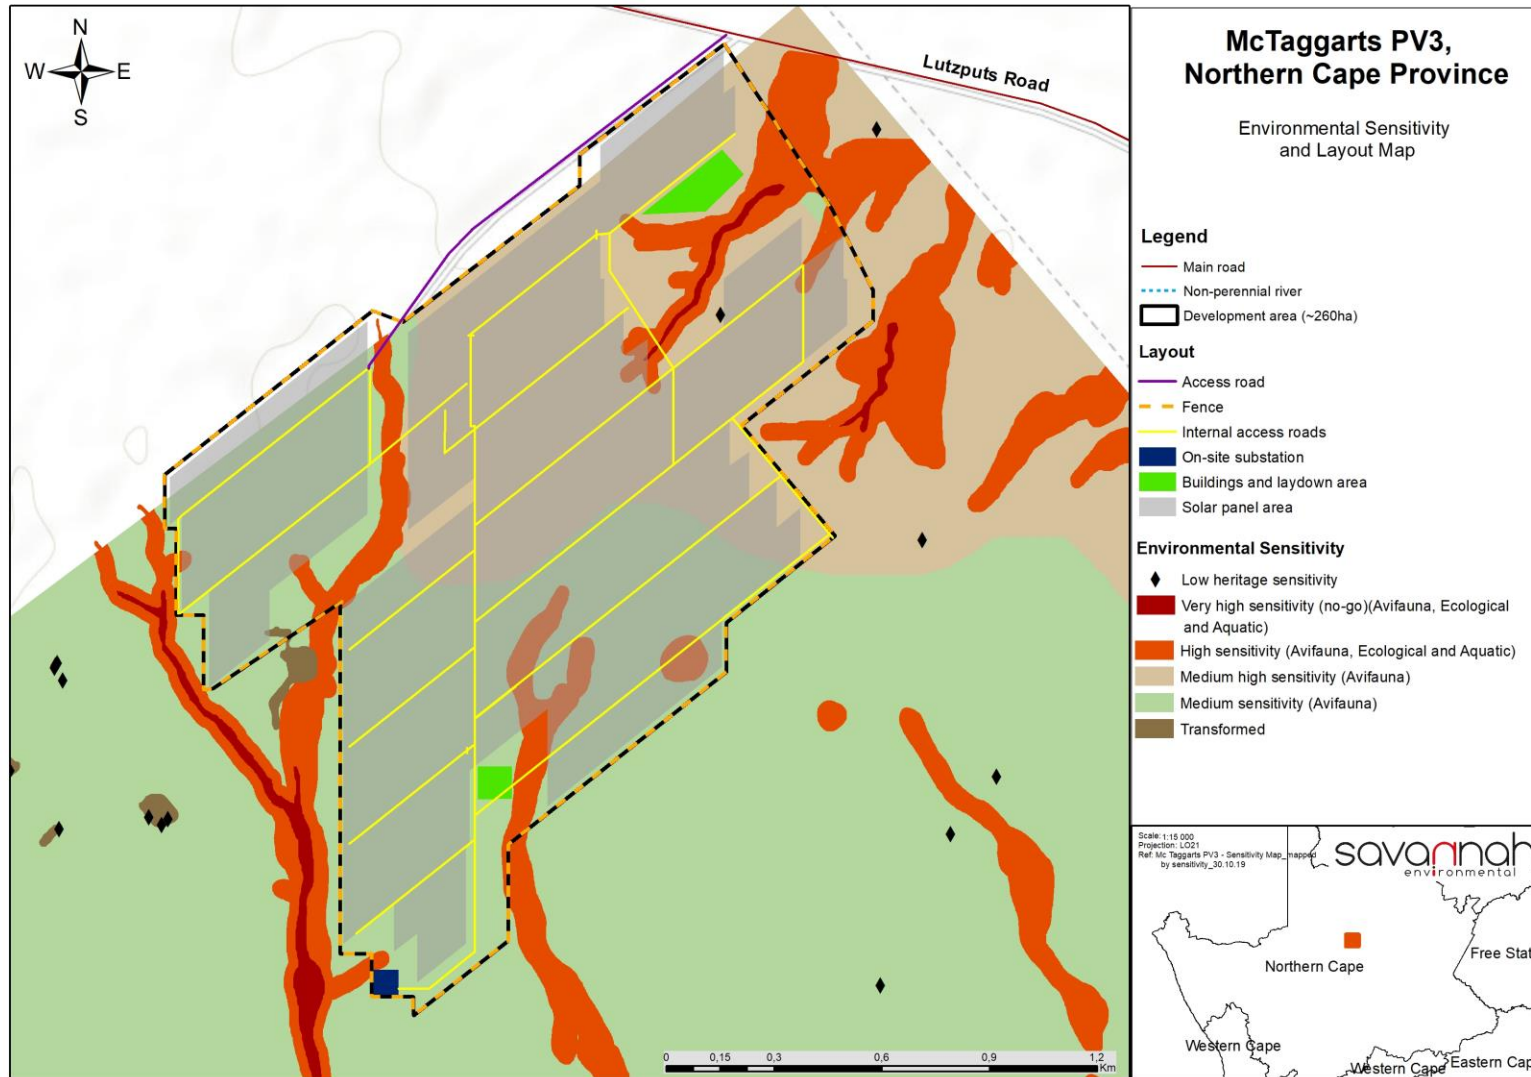 N
W E
S
Lutzputs Road
McTaggarts PV3,
Northern Cape Province
Environmental Sensitivity
and Layout Map
Legend
Main road
Non-perennial river
Development area (~260ha)
Layout
Access road
Fence
Internal access roads
On-site substation
Buildings and laydown area
Solar panel area
Environmental Sensitivity
Low heritage sensitivity
Very high sensitivity (no-go)(Avifauna, Ecological
and Aquatic)
High sensitivity (Avifauna, Ecological and Aquatic)
Medium high sensitivity (Avifauna)
Medium sensitivity (Avifauna)
Transformed
Scale: 1:15 000
Projection: LO21
Ref: Mc Taggarts PV3 - Sensitivity Map_mapped
by sensitivity_30.10.19
savannah
environmental
Northern Cape
Free Stat
Western Cape
Western Cape
Eastern Cap
0 0,15 0,3 0,6 0,9 1,2
Km